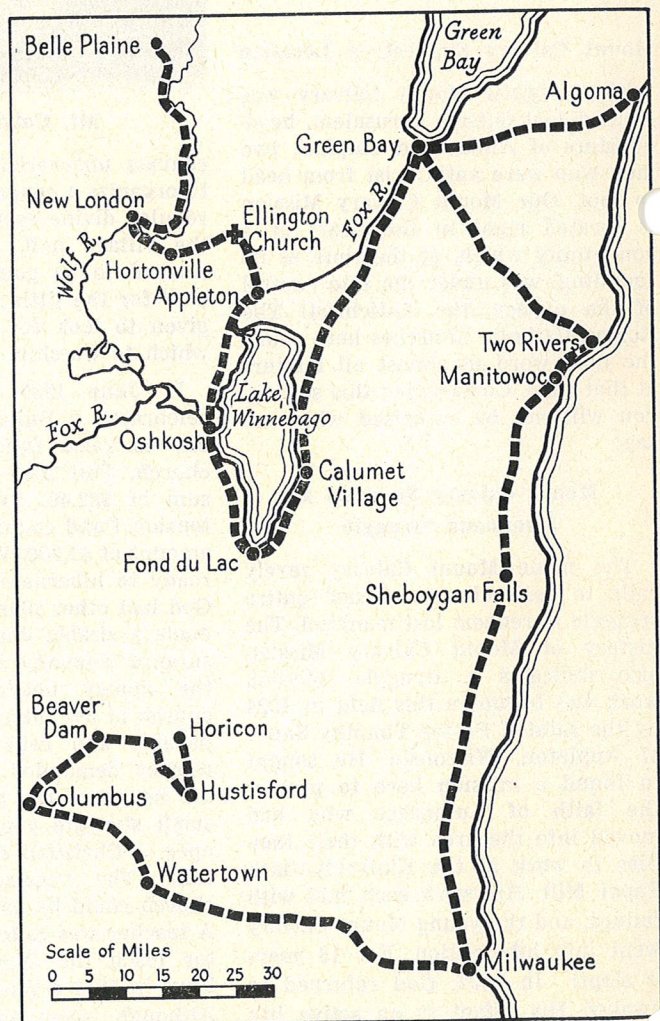 Belle Plaine
Green
Bay
Algoma
Green Bay
Fox R.
New London
Ellington
Church
Wolf R.
Hortonville
Appleton
Two Rivers
Manitowoc
Lake
Winnebago
Fox R.
Oshkosh
Calumet
Village
Fond du Lac
Sheboygan Falls
Beaver
Dam
Horicon
Hustisford
Columbus
Watertown
Milwaukee
Scale of Miles
0 5 10 15 20 25 30